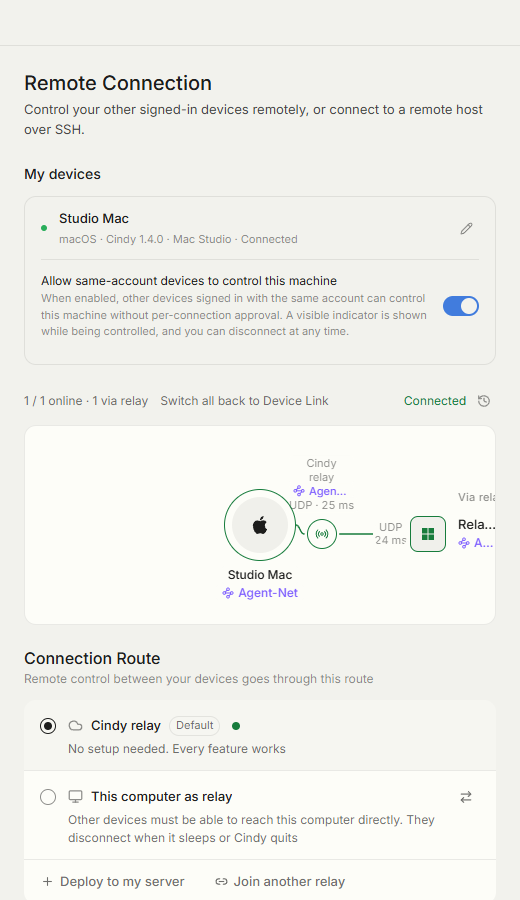 Remote Connection
Control your other signed-in devices remotely, or connect to a remote host
over SSH.
My devices
Studio Mac
macOS · Cindy 1.4.0 · Mac Studio · Connected
Allow same-account devices to control this machine
When enabled, other devices signed in with the same account can control
this machine without per-connection approval. A visible indicator is shown
while being controlled, and you can disconnect at any time.
1 / 1 online · 1 via relay Switch all back to Device Link Connected
Cindy
relay
Agen...
UDP · 25 ms
Via rela
UDP
24 ms
Rela...
A...
Studio Mac
Agent-Net
Connection Route
Remote control between your devices goes through this route
Cindy relay Default
No setup needed. Every feature works
This computer as relay
Other devices must be able to reach this computer directly. They
disconnect when it sleeps or Cindy quits
Deploy to my server Join another relay